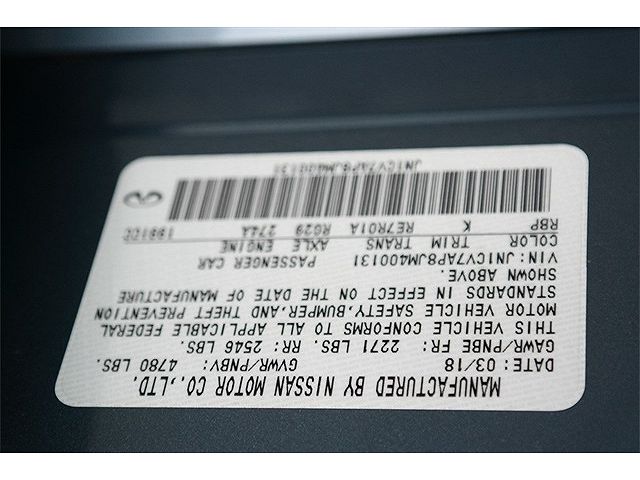 MANUFACTURED BY NISSAN MOTOR CO.,LTD.
DATE: 03/18 GVWR/PNBV: 4780 LBS.
GAWR/PNBE FR: 2271 LBS. RR: 2546 LBS.
THIS VEHICLE CONFORMS TO ALL APPLICABLE FEDERAL
MOTOR VEHICLE SAFETY,BUMPER,AND THEFT PREVENTION
STANDARDS IN EFFECT ON THE DATE OF MANUFACTURE
SHOWN ABOVE.
VIN:JN1CV7AP8JM400131 PASSENGER CAR
COLOR TRIM TRANS AXLE ENGINE
RBP K RE7R01A RG29 274A 1991CC
JN1CV7AP8JM400131